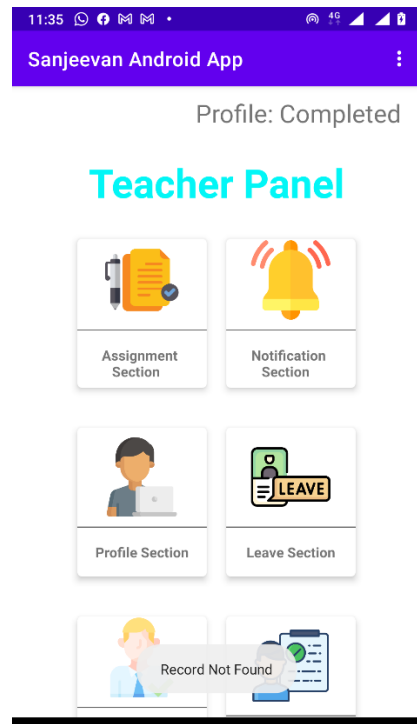 11:35 4G
Sanjeevan Android App
Profile: Completed
Teacher Panel
Assignment
Section
Notification
Section
LEAVE
Profile Section
Leave Section
Record Not Found